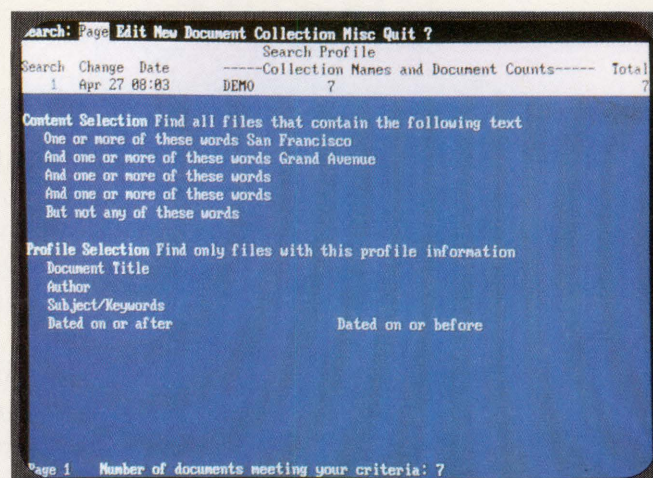 Search: Page Edit New Document Collection Misc Quit ?
Search Profile
Search Change Date -----Collection Names and Document Counts----- Total
1 Apr 27 08:03 DEMO 7 7
Content Selection Find all files that contain the following text
One or more of these words San Francisco
And one or more of these words Grand Avenue
And one or more of these words
And one or more of these words
But not any of these words
Profile Selection Find only files with this profile information
Document Title
Author
Subject/Keywords
Dated on or after Dated on or before
Page 1 Number of documents meeting your criteria: 7